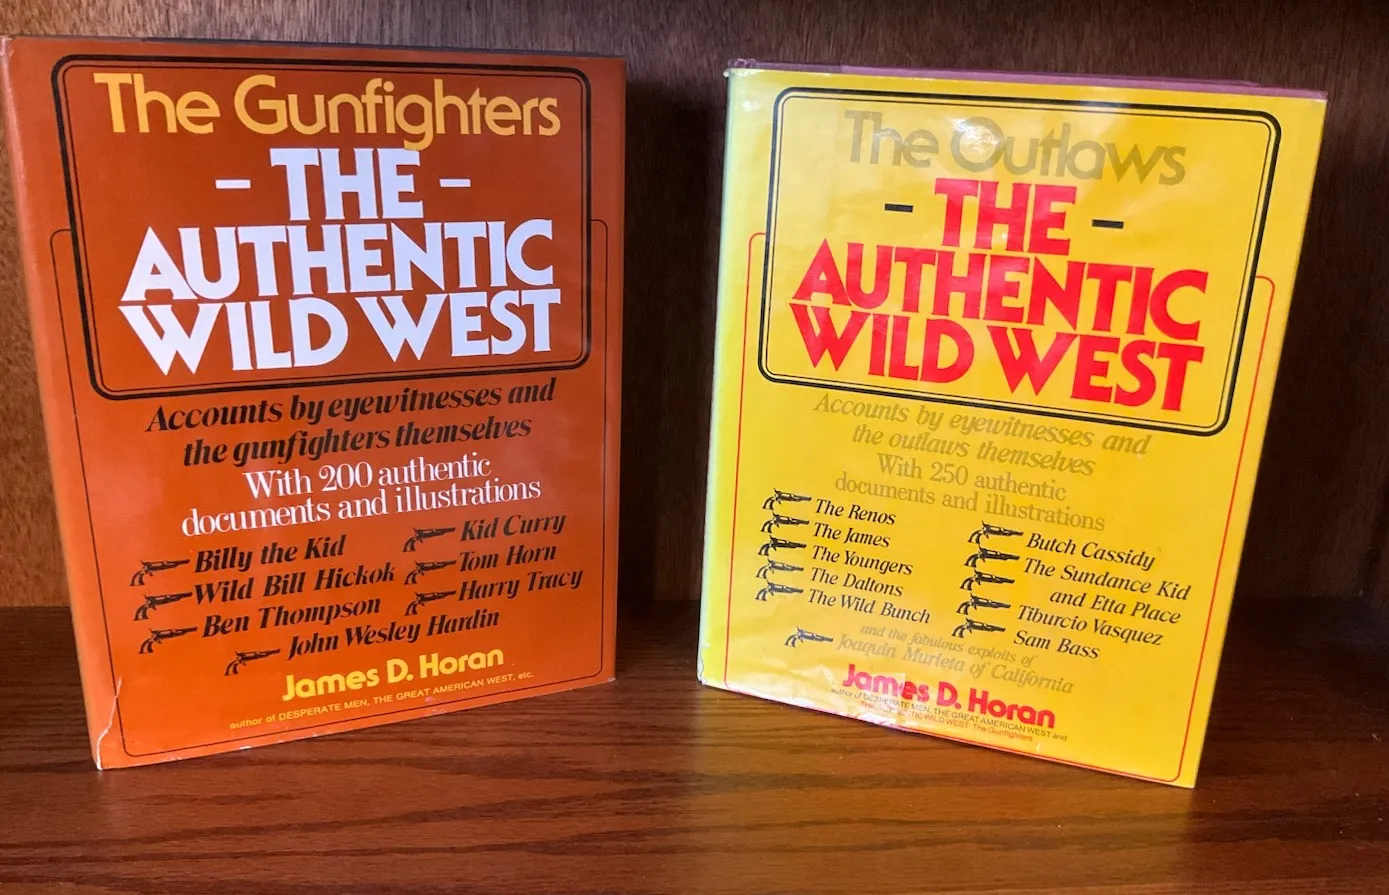 The Gunfighters
- THE -
AUTHENTIC
WILD WEST
Accounts by eyewitnesses and
the gunfighters themselves
With 200 authentic
documents and illustrations
Billy the Kid
Wild Bill Hickok
Ben Thompson
John Wesley Hardin
Kid Curry
Tom Horn
Harry Tracy
James D. Horan
author of DESPERATE MEN, THE GREAT AMERICAN WEST, etc.
The Outlaws
- THE -
AUTHENTIC
WILD WEST
Accounts by eyewitnesses and
the outlaws themselves
With 250 authentic
documents and illustrations
The Renos
The James
The Youngers
The Daltons
The Wild Bunch
Butch Cassidy
The Sundance Kid
and Etta Place
Tiburcio Vasquez
Sam Bass
and the fabulous exploits of
Joaquin Murieta of California
James D. Horan
author of DESPERATE MEN, THE GREAT AMERICAN WEST and
WILD WEST: The Gunfighters